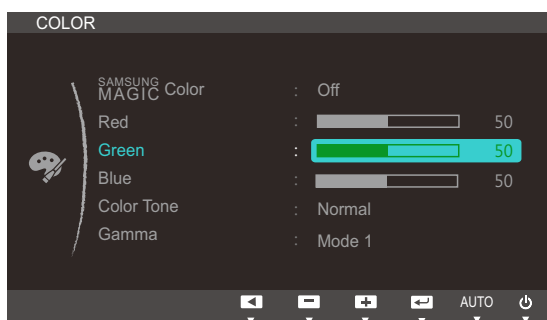 COLOR
SAMSUNG MAGIC Color : Off
Red : 50
Green : 50
Blue : 50
Color Tone : Normal
Gamma : Mode 1
AUTO